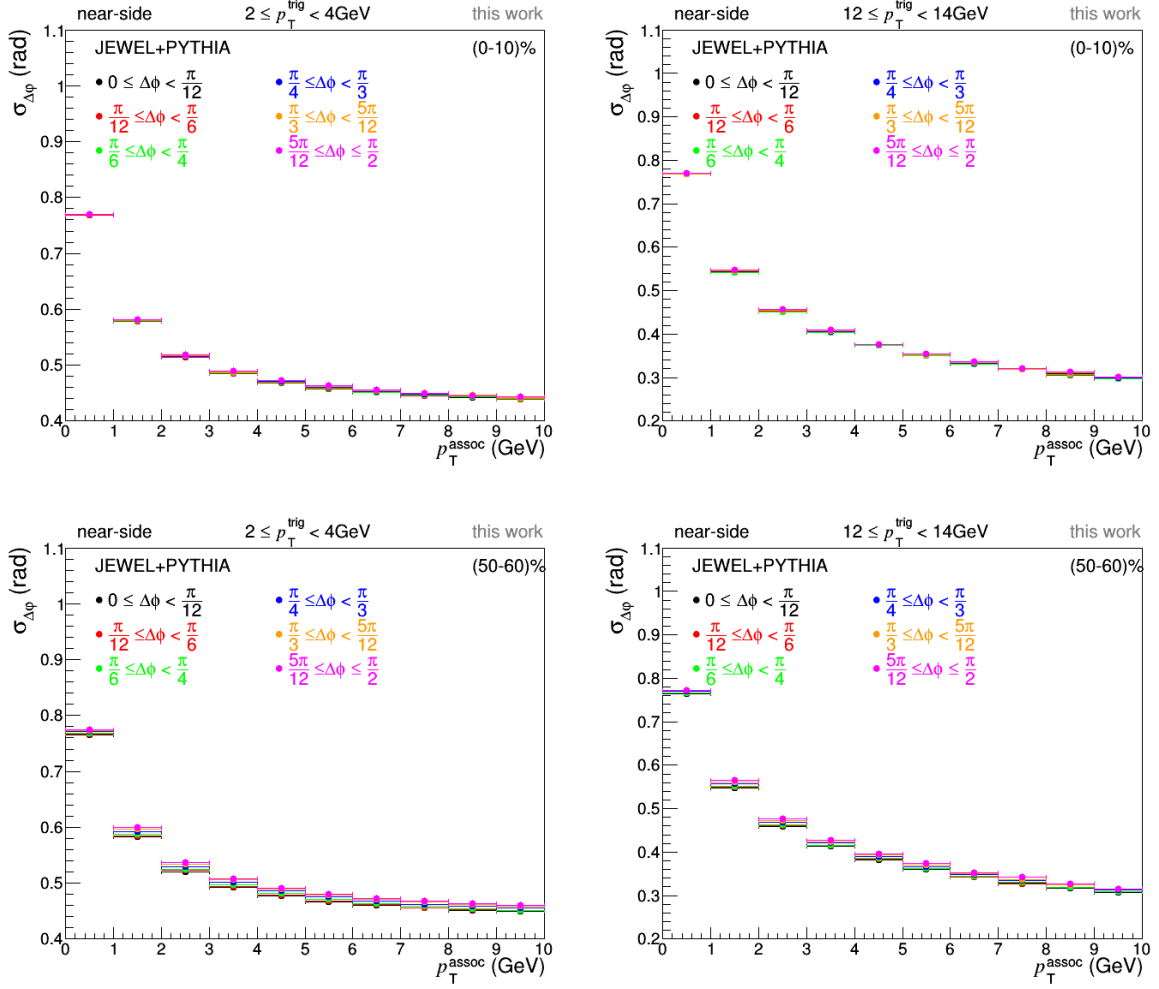 near-side 2 ≤ p_T^trig < 4GeV this work
JEWEL+PYTHIA (0-10)%
0 ≤ Δϕ < π/12
π/12 ≤Δϕ < π/6
π/6 ≤Δϕ < π/4
π/4 ≤Δϕ < π/3
π/3 ≤Δϕ < 5π/12
5π/12 ≤Δϕ ≤ π/2
σ_Δφ (rad)
1.1
1
0.9
0.8
0.7
0.6
0.5
0.4
0 1 2 3 4 5 6 7 8 9 10
p_T^assoc (GeV)
near-side 12 ≤ p_T^trig < 14GeV this work
JEWEL+PYTHIA (0-10)%
0 ≤ Δϕ < π/12
π/12 ≤Δϕ < π/6
π/6 ≤Δϕ < π/4
π/4 ≤Δϕ < π/3
π/3 ≤Δϕ < 5π/12
5π/12 ≤Δϕ ≤ π/2
σ_Δφ (rad)
1.1
1
0.9
0.8
0.7
0.6
0.5
0.4
0.3
0.2
0 1 2 3 4 5 6 7 8 9 10
p_T^assoc (GeV)
near-side 2 ≤ p_T^trig < 4GeV this work
JEWEL+PYTHIA (50-60)%
0 ≤ Δϕ < π/12
π/12 ≤Δϕ < π/6
π/6 ≤Δϕ < π/4
π/4 ≤Δϕ < π/3
π/3 ≤Δϕ < 5π/12
5π/12 ≤Δϕ ≤ π/2
σ_Δφ (rad)
1.1
1
0.9
0.8
0.7
0.6
0.5
0.4
0 1 2 3 4 5 6 7 8 9 10
p_T^assoc (GeV)
near-side 12 ≤ p_T^trig < 14GeV this work
JEWEL+PYTHIA (50-60)%
0 ≤ Δϕ < π/12
π/12 ≤Δϕ < π/6
π/6 ≤Δϕ < π/4
π/4 ≤Δϕ < π/3
π/3 ≤Δϕ < 5π/12
5π/12 ≤Δϕ ≤ π/2
σ_Δφ (rad)
1.1
1
0.9
0.8
0.7
0.6
0.5
0.4
0.3
0.2
0 1 2 3 4 5 6 7 8 9 10
p_T^assoc (GeV)